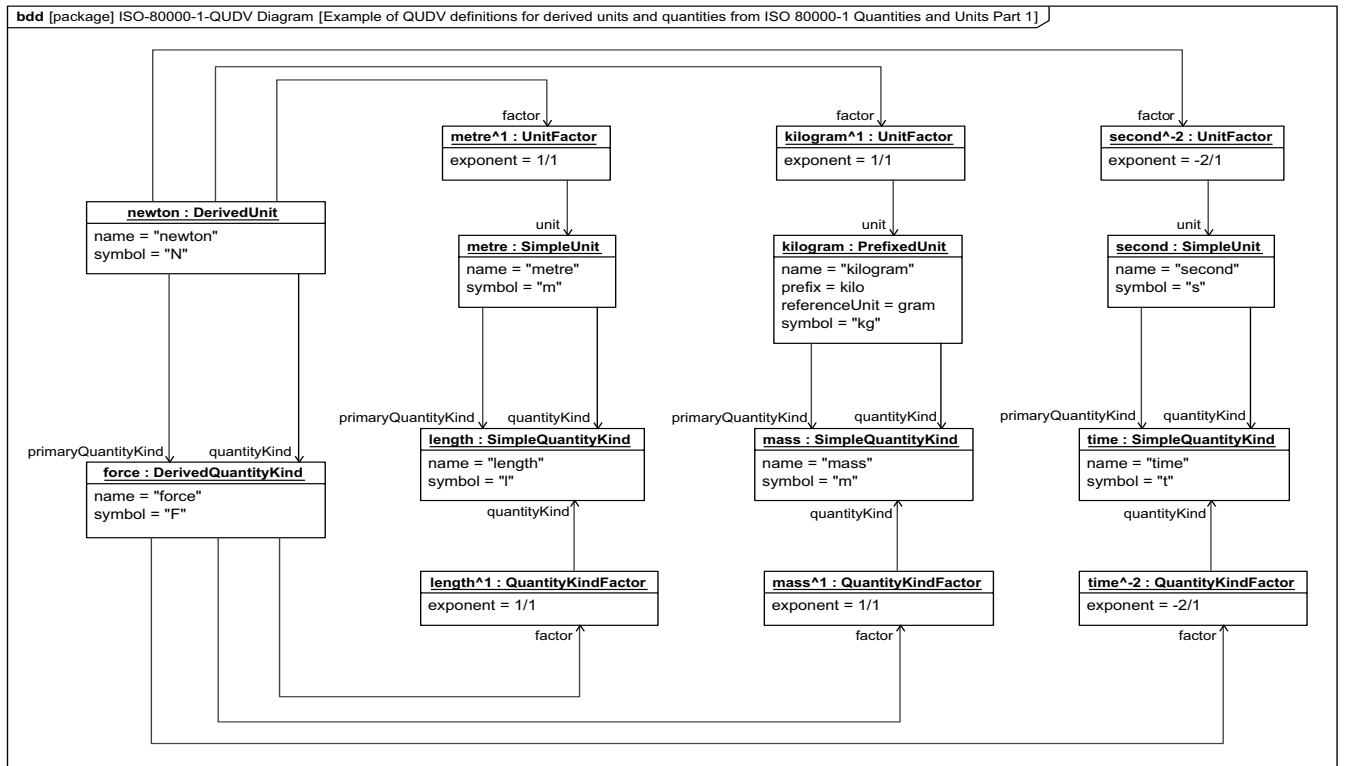 bdd [package] ISO-80000-1-QUDV Diagram [Example of QUDV definitions for derived units and quantities from ISO 80000-1 Quantities and Units Part 1]
factor
metre^1 : UnitFactor
exponent = 1/1
factor
kilogram^1 : UnitFactor
exponent = 1/1
factor
second^-2 : UnitFactor
exponent = -2/1
newton : DerivedUnit
name = "newton"
symbol = "N"
unit
metre : SimpleUnit
name = "metre"
symbol = "m"
unit
kilogram : PrefixedUnit
name = "kilogram"
prefix = kilo
referenceUnit = gram
symbol = "kg"
unit
second : SimpleUnit
name = "second"
symbol = "s"
primaryQuantityKind
quantityKind
force : DerivedQuantityKind
name = "force"
symbol = "F"
primaryQuantityKind
quantityKind
length : SimpleQuantityKind
name = "length"
symbol = "l"
quantityKind
primaryQuantityKind
quantityKind
mass : SimpleQuantityKind
name = "mass"
symbol = "m"
quantityKind
primaryQuantityKind
quantityKind
time : SimpleQuantityKind
name = "time"
symbol = "t"
quantityKind
length^1 : QuantityKindFactor
exponent = 1/1
factor
mass^1 : QuantityKindFactor
exponent = 1/1
factor
time^-2 : QuantityKindFactor
exponent = -2/1
factor